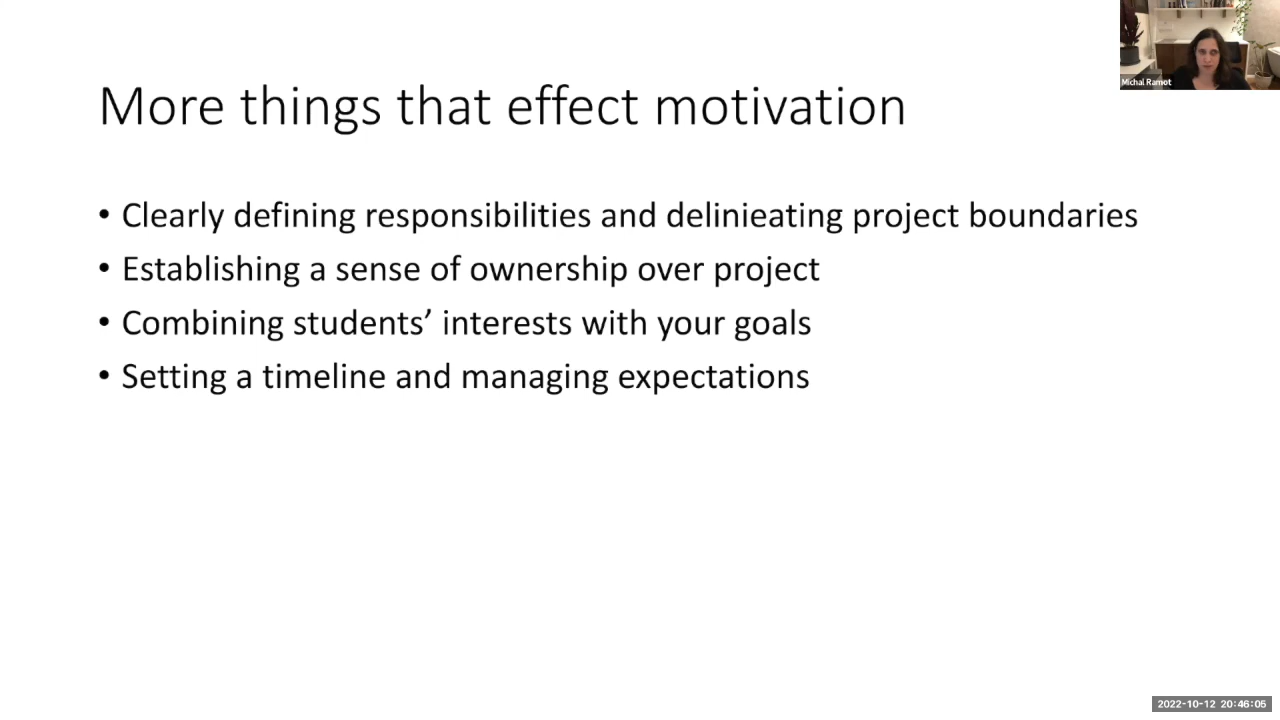 Michal Ramot
More things that effect motivation
• Clearly defining responsibilities and delinieating project boundaries
• Establishing a sense of ownership over project
• Combining students’ interests with your goals
• Setting a timeline and managing expectations
2022-10-12 20:46:05